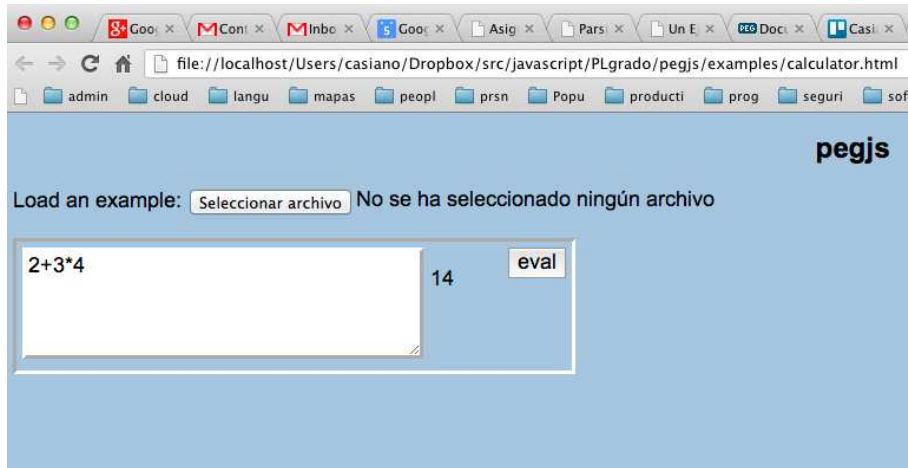 Goo Cont Inbo Goo Asig Pars Un E Docu Casi
file://localhost/Users/casiano/Dropbox/src/javascript/PLgrado/pegjs/examples/calculator.html
admin cloud langu mapas peopl prsn Popu producti prog seguri sof
pegjs
Load an example: Seleccionar archivo No se ha seleccionado ningún archivo
2+3*4 14 eval